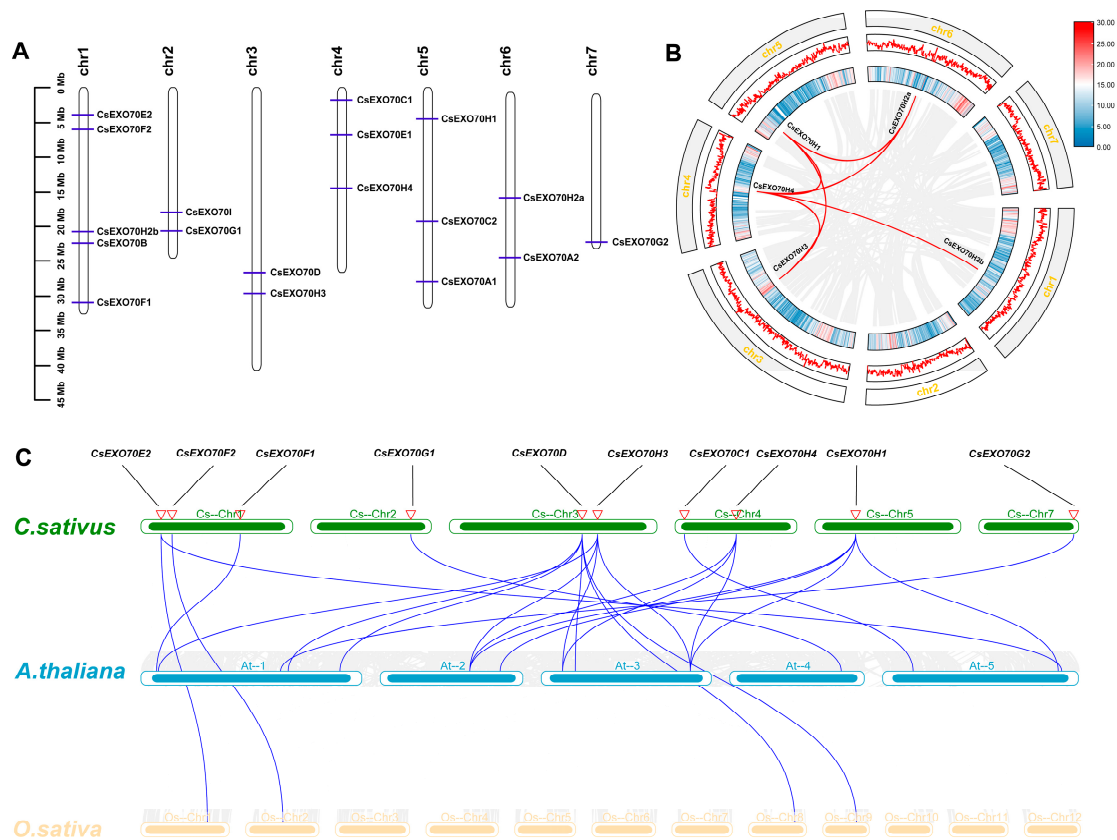 A
chr1
chr2
chr3
chr4
chr5
chr6
chr7
0 Mb
5 Mb
10 Mb
15 Mb
20 Mb
25 Mb
30 Mb
35 Mb
40 Mb
45 Mb
CsEXO70E2
CsEXO70F2
CsEXO70H2b
CsEXO70B
CsEXO70F1
CsEXO70I
CsEXO70G1
CsEXO70D
CsEXO70H3
CsEXO70C1
CsEXO70E1
CsEXO70H4
CsEXO70H1
CsEXO70C2
CsEXO70A1
CsEXO70H2a
CsEXO70A2
CsEXO70G2
B
chr5
chr6
chr7
chr4
chr1
chr3
chr2
CsEXO70H1
CsEXO70H2a
CsEXO70H4
CsEXO70H3
CsEXO70H2b
30.00
25.00
20.00
15.00
10.00
5.00
0.00
C
CsEXO70E2 CsEXO70F2 CsEXO70F1 CsEXO70G1 CsEXO70D CsEXO70H3 CsEXO70C1 CsEXO70H4 CsEXO70H1 CsEXO70G2
C.sativus
Cs--Chr1 Cs--Chr2 Cs--Chr3 Cs--Chr4 Cs--Chr5 Cs--Chr7
A.thaliana
At--1 At--2 At--3 At--4 At--5
O.sativa
Os--Chr1 Os--Chr2 Os--Chr3 Os--Chr4 Os--Chr5 Os--Chr6 Os--Chr7 Os--Chr8 Os--Chr9 Os--Chr10 Os--Chr11 Os--Chr12